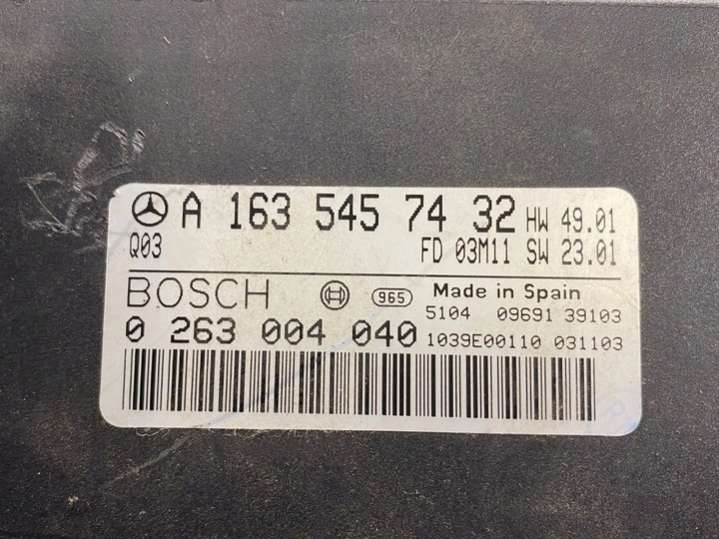 A 163 545 74 32 HW 49.01
Q03 FD 03M11 SW 23.01
BOSCH 965 Made in Spain
5104 09691 39103
0 263 004 040 1039E00110 031103